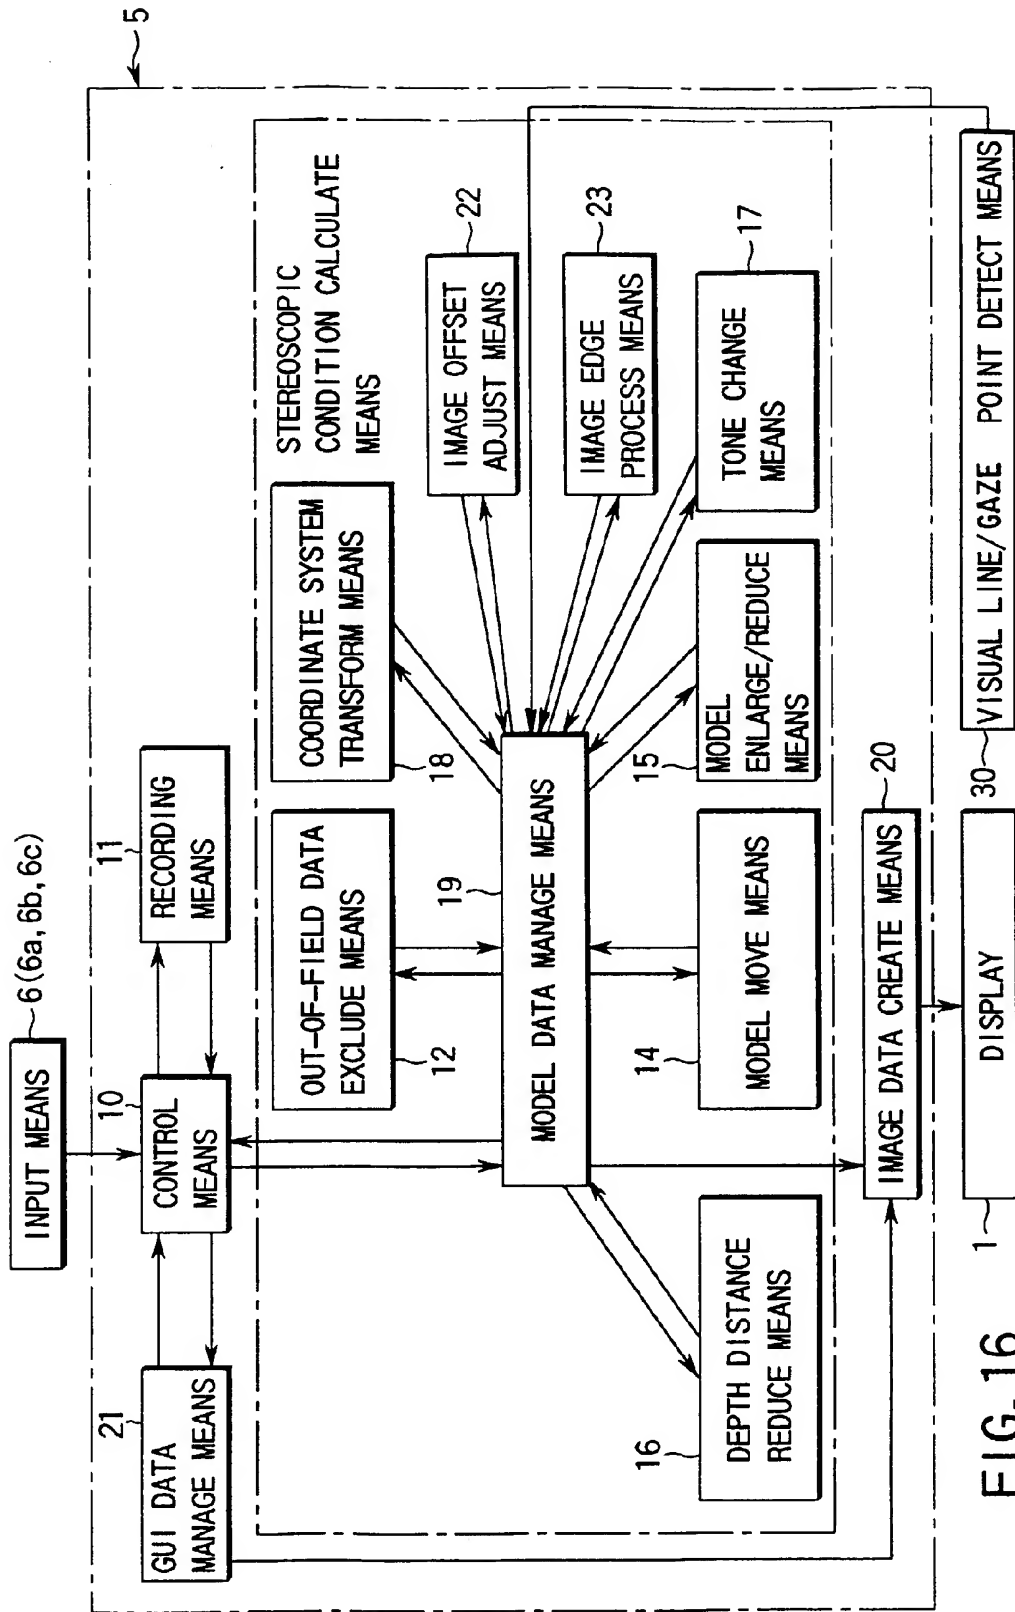 INPUT MEANS
6 (6a, 6b, 6c)
5
21
GUI DATA
MANAGE MEANS
10
CONTROL
MEANS
11
RECORDING
MEANS
STEREOSCOPIC
CONDITION CALCULATE
MEANS
OUT-OF-FIELD DATA
EXCLUDE MEANS
12
COORDINATE SYSTEM
TRANSFORM MEANS
18
IMAGE OFFSET
ADJUST MEANS
22
19
MODEL DATA MANAGE MEANS
IMAGE EDGE
PROCESS MEANS
23
16
DEPTH DISTANCE
REDUCE MEANS
14
MODEL MOVE MEANS
15
MODEL
ENLARGE/REDUCE
MEANS
TONE CHANGE
MEANS
17
IMAGE DATA CREATE MEANS
20
1
DISPLAY
30
VISUAL LINE/GAZE POINT DETECT MEANS
FIG. 16